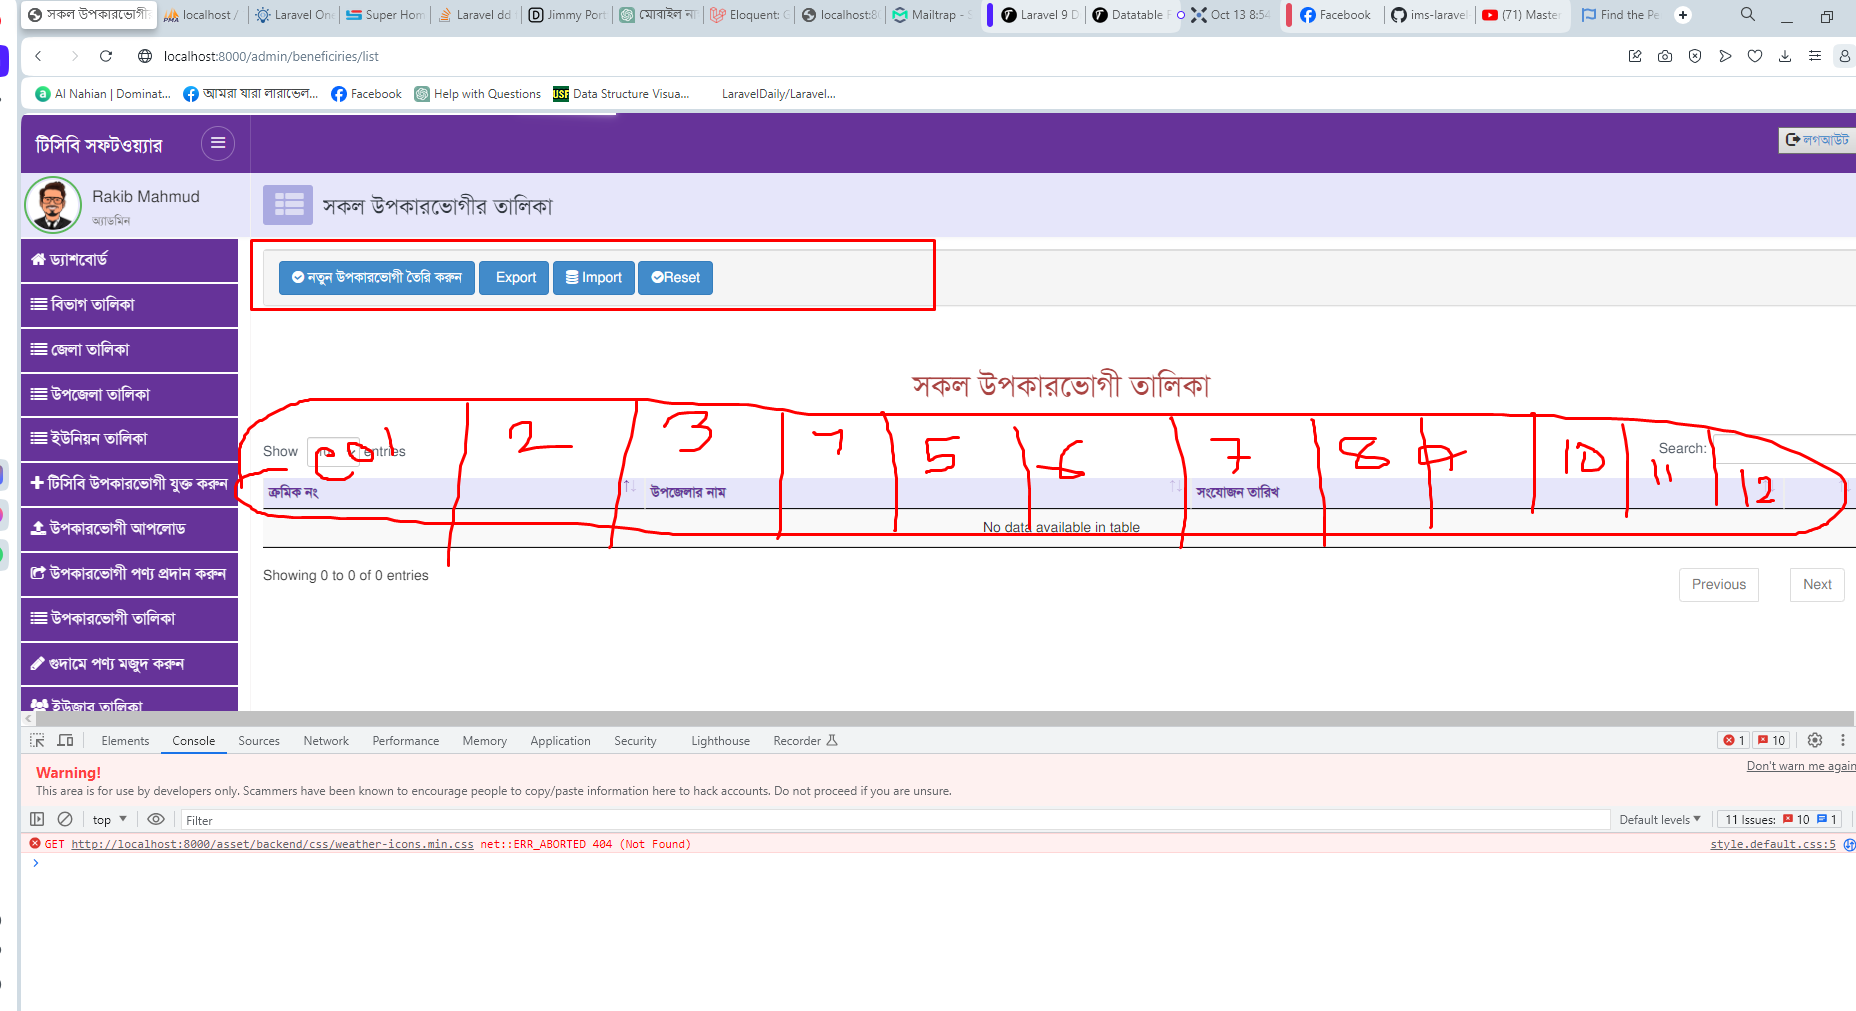 সকল উপকারভোগীর localhost / Laravel One Super Hom Laravel dd Jimmy Port মোবাইল না Eloquent: G localhost:8 Mailtrap - S Laravel 9 D Datatable F Oct 13 8:54 Facebook ims-laravel (71) Master Find the Pe
localhost:8000/admin/beneficiries/list
Al Nahian | Dominat... আমরা যারা লারাভেল... Facebook Help with Questions USF Data Structure Visua... LaravelDaily/Laravel...
টিসিবি সফটওয়্যার
লগআউট
Rakib Mahmud
অ্যাডমিন
সকল উপকারভোগীর তালিকা
ড্যাশবোর্ড
নতুন উপকারভোগী তৈরি করুন Export Import Reset
বিভাগ তালিকা
জেলা তালিকা
সকল উপকারভোগী তালিকা
উপজেলা তালিকা
ইউনিয়ন তালিকা
1 2 3 5 6 7 8 9 10 11 12
Show entries Search:
টিসিবি উপকারভোগী যুক্ত করুন
ক্রমিক নং উপজেলার নাম সংযোজন তারিখ
উপকারভোগী আপলোড
No data available in table
উপকারভোগী পণ্য প্রদান করুন
Showing 0 to 0 of 0 entries
Previous Next
উপকারভোগী তালিকা
গুদামে পণ্য মজুদ করুন
ইউজার তালিকা
Elements Console Sources Network Performance Memory Application Security Lighthouse Recorder 1 10
Warning!
Don't warn me again
This area is for use by developers only. Scammers have been known to encourage people to copy/paste information here to hack accounts. Do not proceed if you are unsure.
top Filter Default levels 11 Issues: 10 1
GET http://localhost:8000/asset/backend/css/weather-icons.min.css net::ERR_ABORTED 404 (Not Found) style.default.css:5